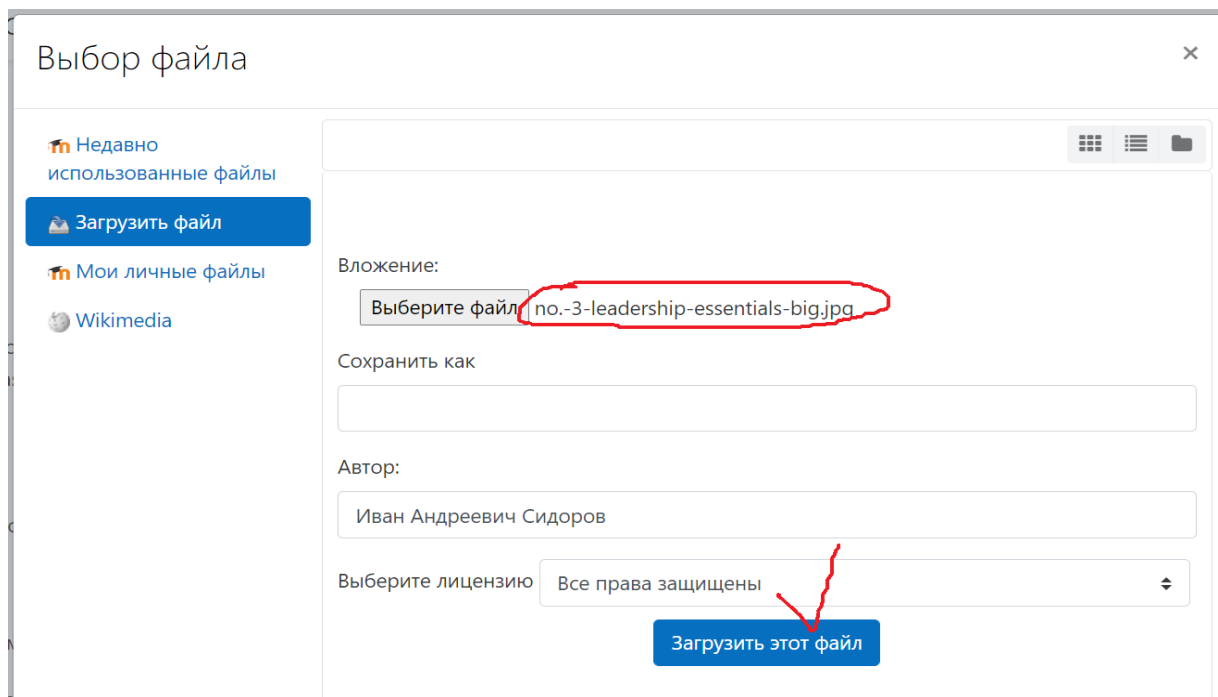 Выбор файла
×
Недавно
использованные файлы
Загрузить файл
Мои личные файлы
Wikimedia
Вложение:
Выберите файл no.-3-leadership-essentials-big.jpg
Сохранить как
Автор:
Иван Андреевич Сидоров
Выберите лицензию Все права защищены
Загрузить этот файл